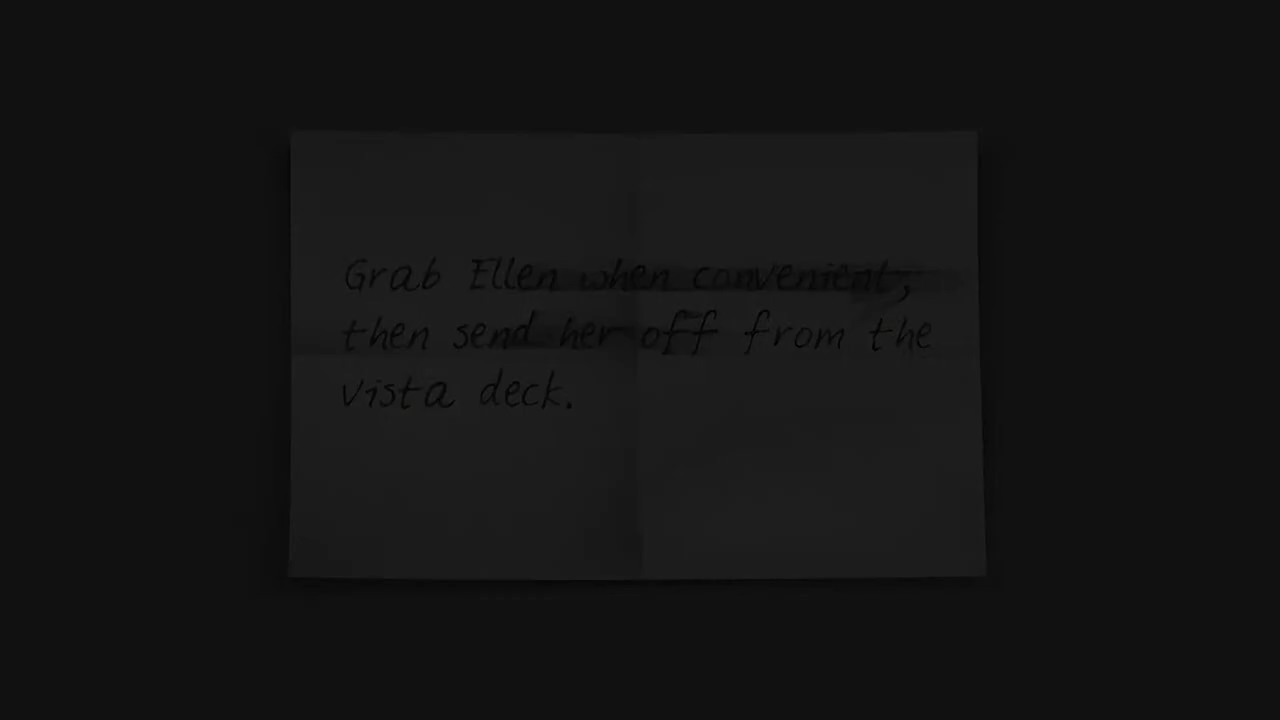 Grab Ellen when convenient,
then send her off from the
vista deck.